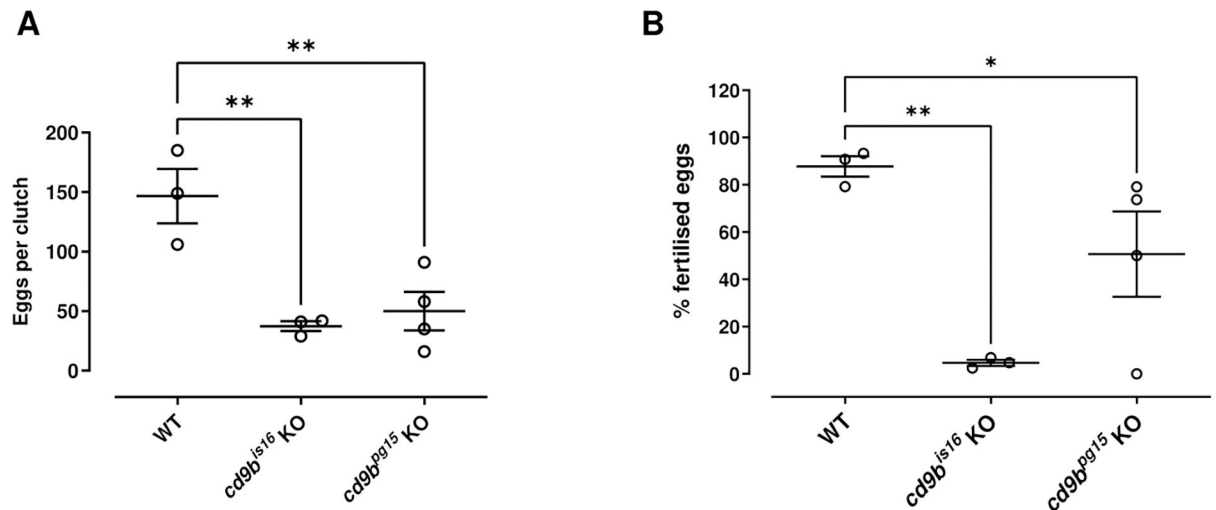 A
**
**
Eggs per clutch
200
150
100
50
0
WT
cd9b^is16 KO
cd9b^pg15 KO
B
*
**
% fertilised eggs
120
100
80
60
40
20
0
WT
cd9b^is16 KO
cd9b^pg15 KO